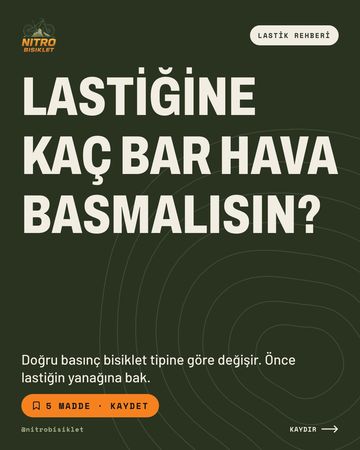 NITRO
BISIKLET
LASTİK REHBERİ
LASTİĞİNE
KAÇ BAR HAVA
BASMALISIN?
Doğru basınç bisiklet tipine göre değişir. Önce
lastiğin yanağına bak.
5 MADDE · KAYDET
@nitrobisiklet
KAYDIR →